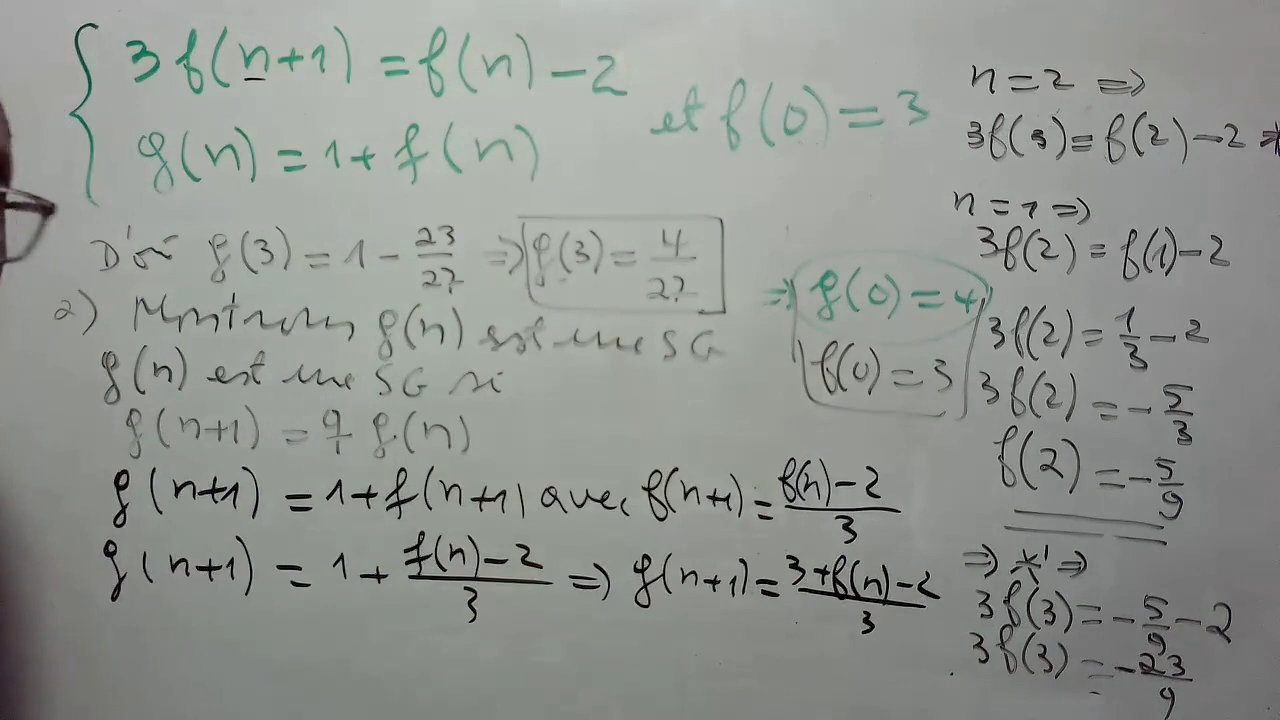 3f(n+1) = f(n) - 2
g(n) = 1 + f(n)
et f(0) = 3
D'où g(3) = 1 - 23/27 ⇒ g(3) = 4/27
2) Montrons g(n) est une SG
g(n) est une SG si
g(n+1) = q g(n)
g(n+1) = 1 + f(n+1) avec f(n+1) = f(n)-2/3
g(n+1) = 1 + f(n)-2/3 ⇒ g(n+1) = 3+f(n)-2/3
⇒ g(0) = 4
f(0) = 3
n = 2 ⇒
3f(3) = f(2) - 2 *
n = 1 ⇒
3f(2) = f(1) - 2
3f(2) = 1/3 - 2
3f(2) = - 5/3
f(2) = - 5/9
⇒ *' ⇒
3f(3) = - 5/9 - 2
3f(3) = - 23/9